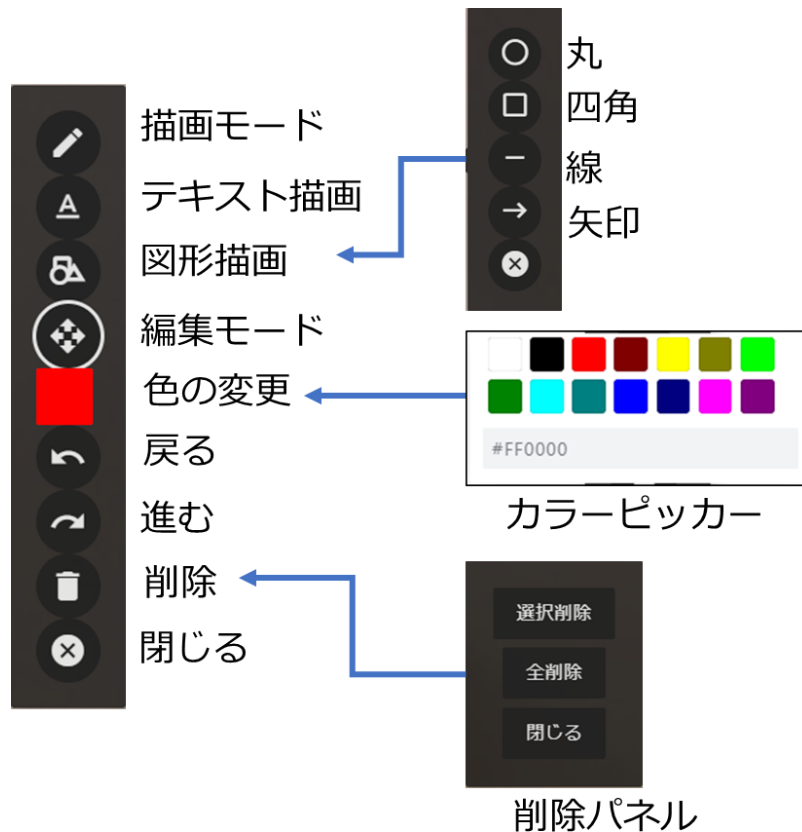 描画モード
テキスト描画
図形描画
編集モード
色の変更
戻る
進む
削除
閉じる
丸
四角
線
矢印
#FF0000
カラーピッカー
選択削除
全削除
閉じる
削除パネル